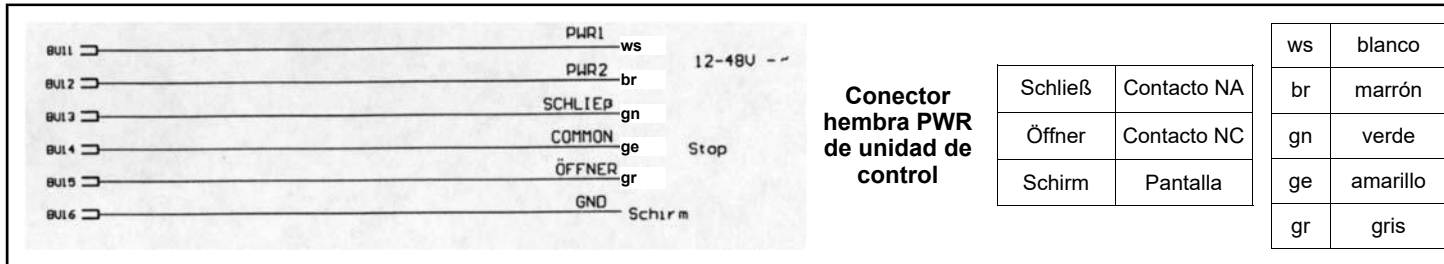 BU11 PWR1 ws
12-48V --
BU12 PWR2 br
BU13 SCHLIEß gn
BU14 COMMON ge Stop
BU15 ÖFFNER gr
BU16 GND Schirm
Conector
hembra PWR
de unidad de
control
Schließ Contacto NA
Öffner Contacto NC
Schirm Pantalla
ws blanco
br marrón
gn verde
ge amarillo
gr gris